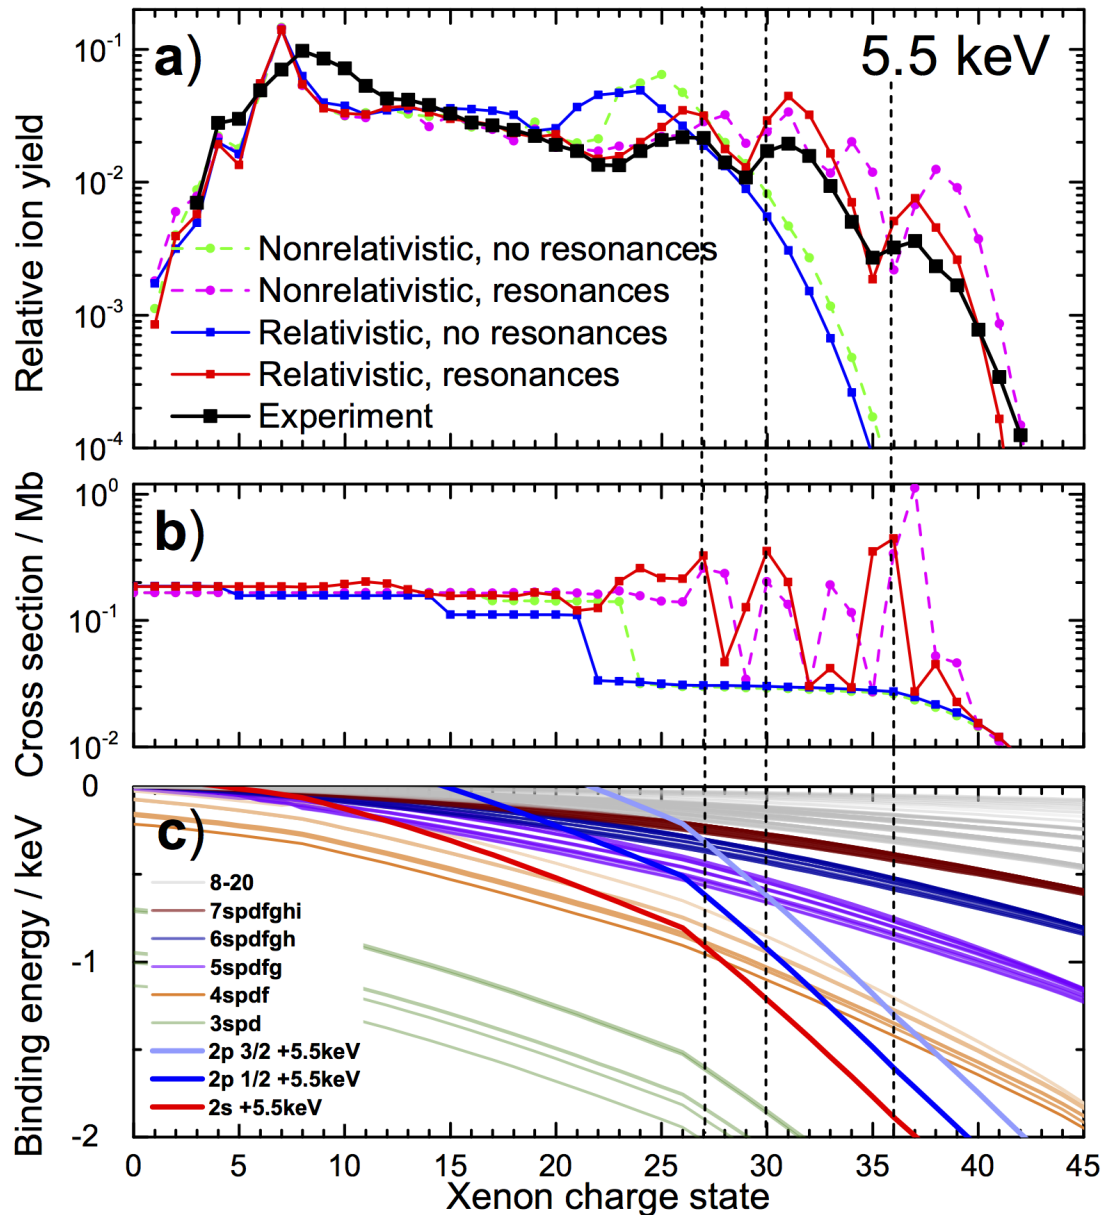 a)
5.5 keV
Relative ion yield
10-1
10-2
10-3
10-4
Nonrelativistic, no resonances
Nonrelativistic, resonances
Relativistic, no resonances
Relativistic, resonances
Experiment
b)
Cross section / Mb
100
10-1
10-2
c)
Binding energy / keV
0
-1
-2
8-20
7spdfghi
6spdfgh
5spdfg
4spdf
3spd
2p 3/2 +5.5keV
2p 1/2 +5.5keV
2s +5.5keV
0 5 10 15 20 25 30 35 40 45
Xenon charge state